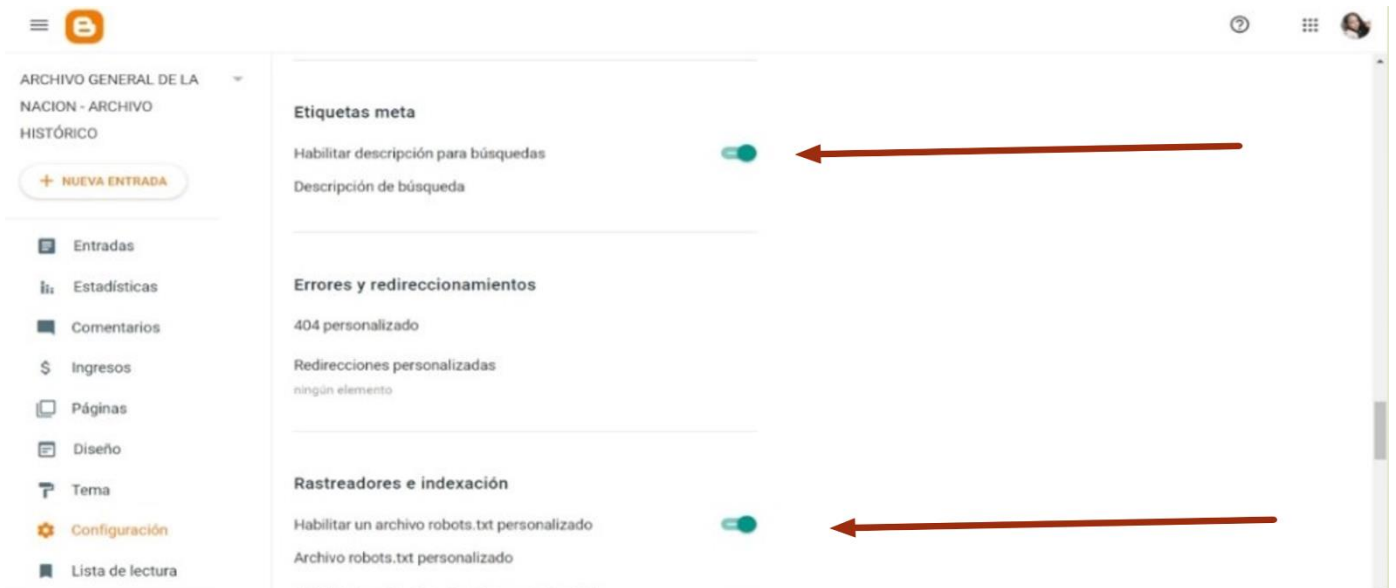 ARCHIVO GENERAL DE LA
NACION - ARCHIVO
HISTÓRICO
+ NUEVA ENTRADA
Entradas
Estadísticas
Comentarios
Ingresos
Páginas
Diseño
Tema
Configuración
Lista de lectura
Etiquetas meta
Habilitar descripción para búsquedas
Descripción de búsqueda
Errores y redireccionamientos
404 personalizado
Redirecciones personalizadas
ningún elemento
Rastreadores e indexación
Habilitar un archivo robots.txt personalizado
Archivo robots.txt personalizado